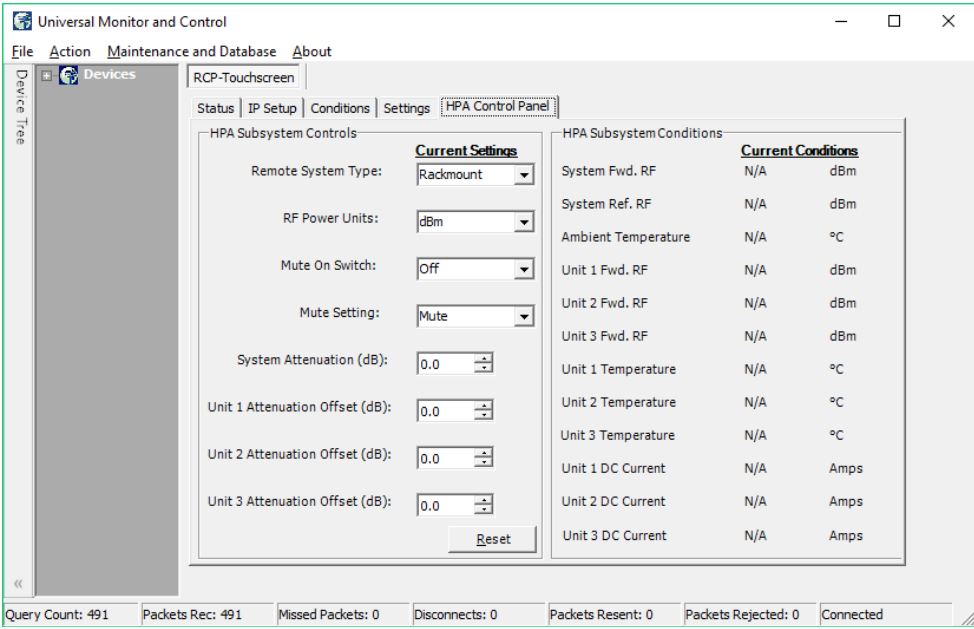 Universal Monitor and Control
File Action Maintenance and Database About
Device Tree
Devices
RCP-Touchscreen
Status IP Setup Conditions Settings HPA Control Panel
HPA Subsystem Controls
Current Settings
Remote System Type: Rackmount
RF Power Units: dBm
Mute On Switch: Off
Mute Setting: Mute
System Attenuation (dB): 0.0
Unit 1 Attenuation Offset (dB): 0.0
Unit 2 Attenuation Offset (dB): 0.0
Unit 3 Attenuation Offset (dB): 0.0
Reset
HPA Subsystem Conditions
Current Conditions
System Fwd. RF N/A dBm
System Ref. RF N/A dBm
Ambient Temperature N/A °C
Unit 1 Fwd. RF N/A dBm
Unit 2 Fwd. RF N/A dBm
Unit 3 Fwd. RF N/A dBm
Unit 1 Temperature N/A °C
Unit 2 Temperature N/A °C
Unit 3 Temperature N/A °C
Unit 1 DC Current N/A Amps
Unit 2 DC Current N/A Amps
Unit 3 DC Current N/A Amps
Query Count: 491 Packets Rec: 491 Missed Packets: 0 Disconnects: 0 Packets Resent: 0 Packets Rejected: 0 Connected